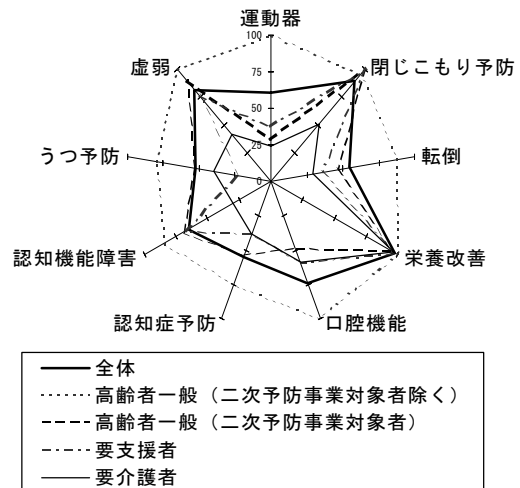 運動器
100
虚弱
75
閉じこもり予防
50
うつ予防
25
転倒
0
認知機能障害
栄養改善
認知症予防
口腔機能
全体
高齢者一般（二次予防事業対象者除く）
高齢者一般（二次予防事業対象者）
要支援者
要介護者